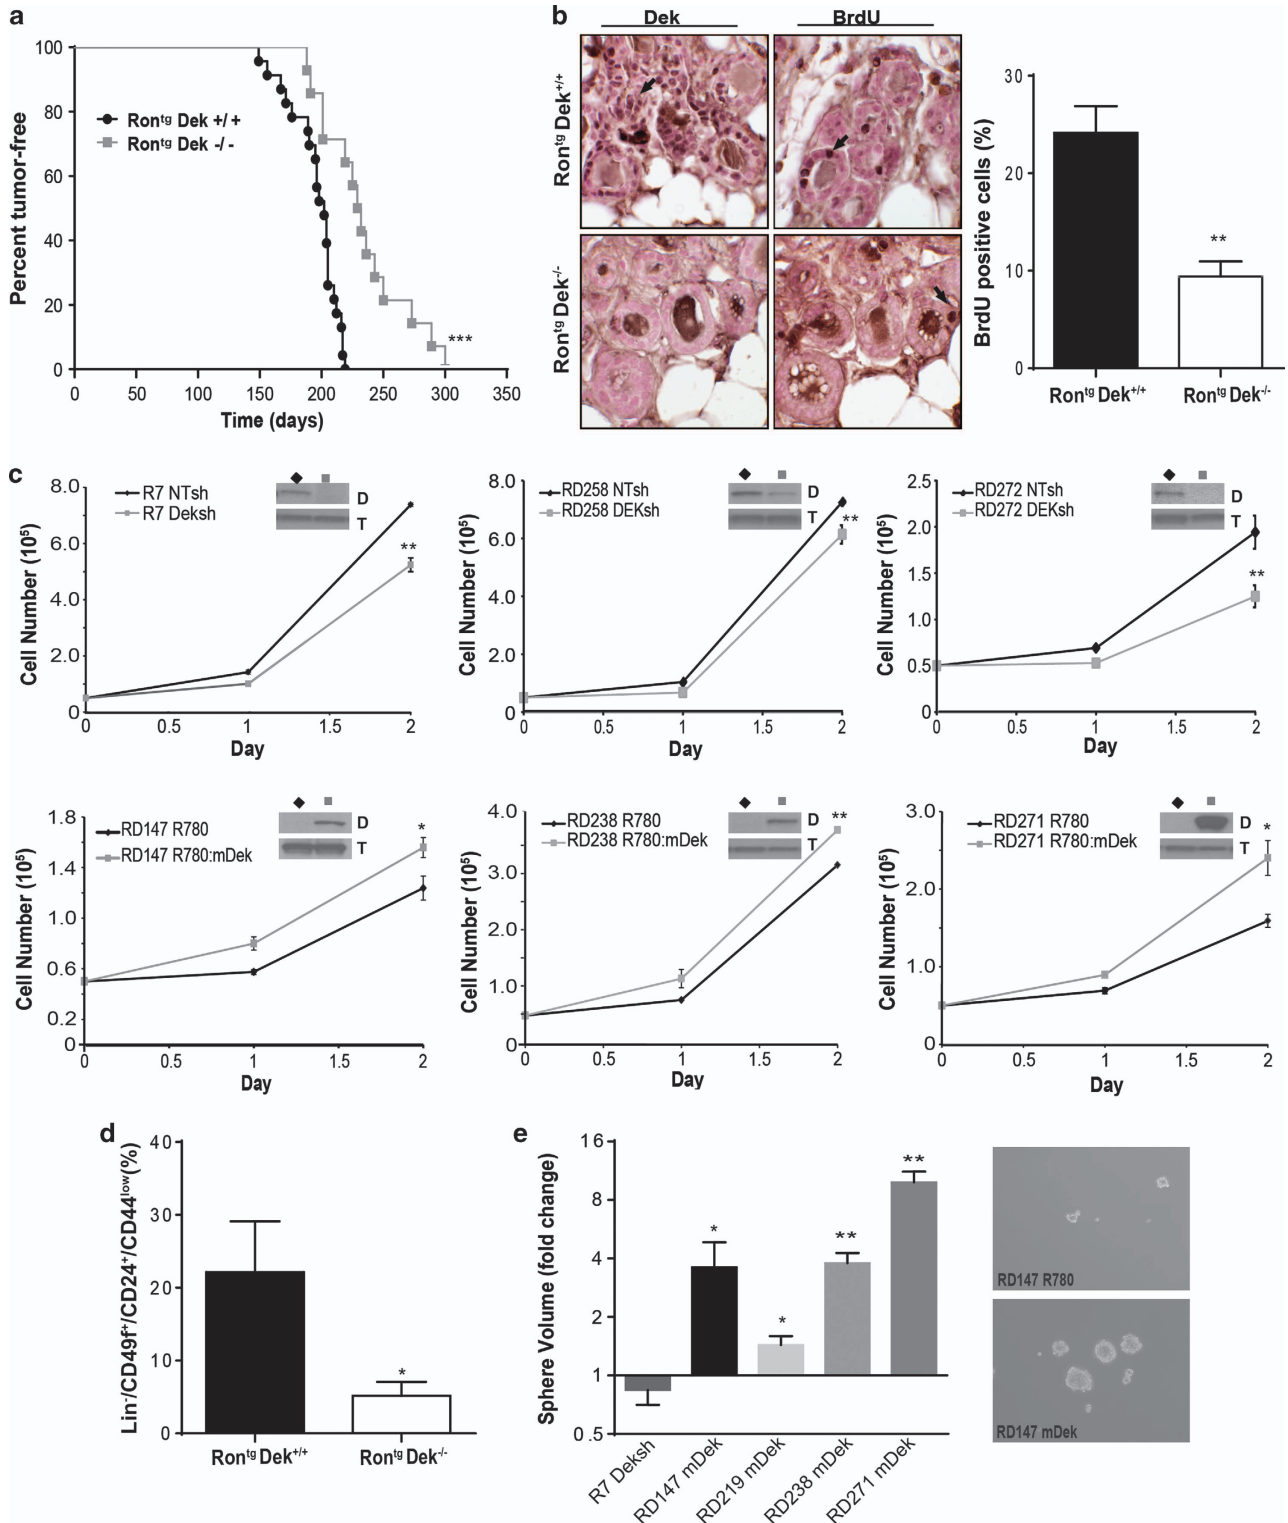 a
Percent tumor-free
100
80
60
40
20
0
Ron^tg Dek +/+
Ron^tg Dek -/-
***
0 50 100 150 200 250 300 350
Time (days)
b
Dek BrdU
Ron^tg Dek^+/+
Ron^tg Dek^-/-
BrdU positive cells (%)
30
20
10
0
**
Ron^tg Dek^+/+ Ron^tg Dek^-/-
c
Cell Number (10^5)
8.0
6.0
4.0
2.0
0
R7 NTsh
R7 Deksh
D
T
**
0 0.5 1 1.5 2
Day
Cell Number (10^5)
8.0
6.0
4.0
2.0
0
RD258 NTsh
RD258 DEKsh
D
T
**
0 0.5 1 1.5 2
Day
Cell Number (10^5)
2.5
2.0
1.5
1.0
0.5
0
RD272 NTsh
RD272 DEKsh
D
T
**
0 0.5 1 1.5 2
Day
Cell Number (10^5)
1.8
1.4
1.0
0.6
0.2
0
RD147 R780
RD147 R780:mDek
D
T
*
0 0.5 1 1.5 2
Day
Cell Number (10^5)
4.0
3.0
2.0
1.0
0
RD238 R780
RD238 R780:mDek
D
T
**
0 0.5 1 1.5 2
Day
Cell Number (10^5)
3.0
2.0
1.0
0
RD271 R780
RD271 R780:mDek
D
T
*
0 0.5 1 1.5 2
Day
d
Lin^-/CD49f^+/CD24^+/CD44^low(%)
40
30
20
10
0
*
Ron^tg Dek^+/+ Ron^tg Dek^-/-
e
Sphere Volume (fold change)
16
8
4
2
1
0.5
*
*
**
**
R7 Deksh
RD147 mDek
RD219 mDek
RD238 mDek
RD271 mDek
RD147 R780
RD147 mDek